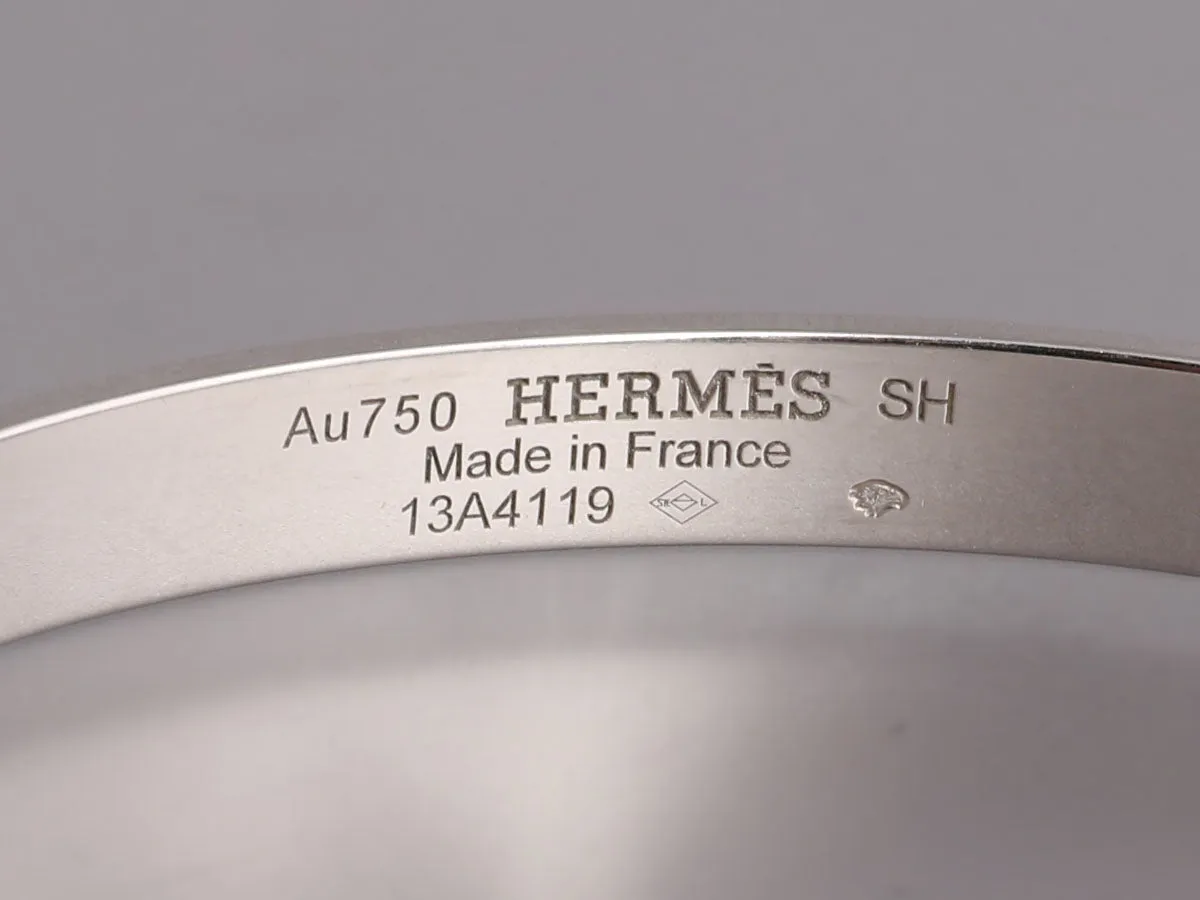 Au750 HERMÈS SH
Made in France
13A4119